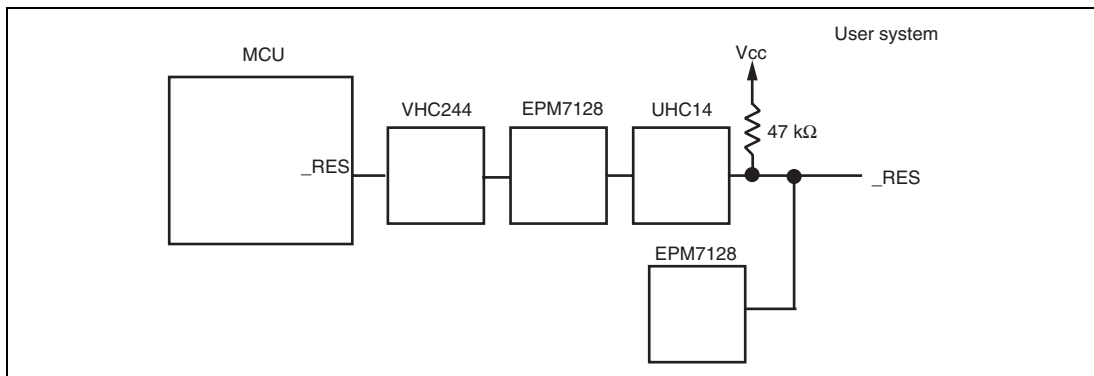 User system
MCU
Vcc
VHC244
EPM7128
UHC14
47 kΩ
_RES
_RES
EPM7128